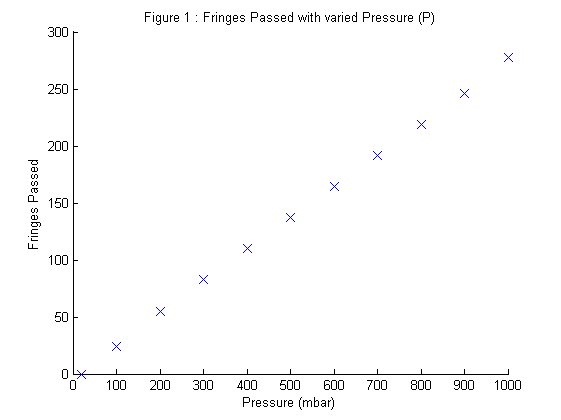 Figure 1 : Fringes Passed with varied Pressure (P)
300
250
200
150
100
50
0
Fringes Passed
0 100 200 300 400 500 600 700 800 900 1000
Pressure (mbar)